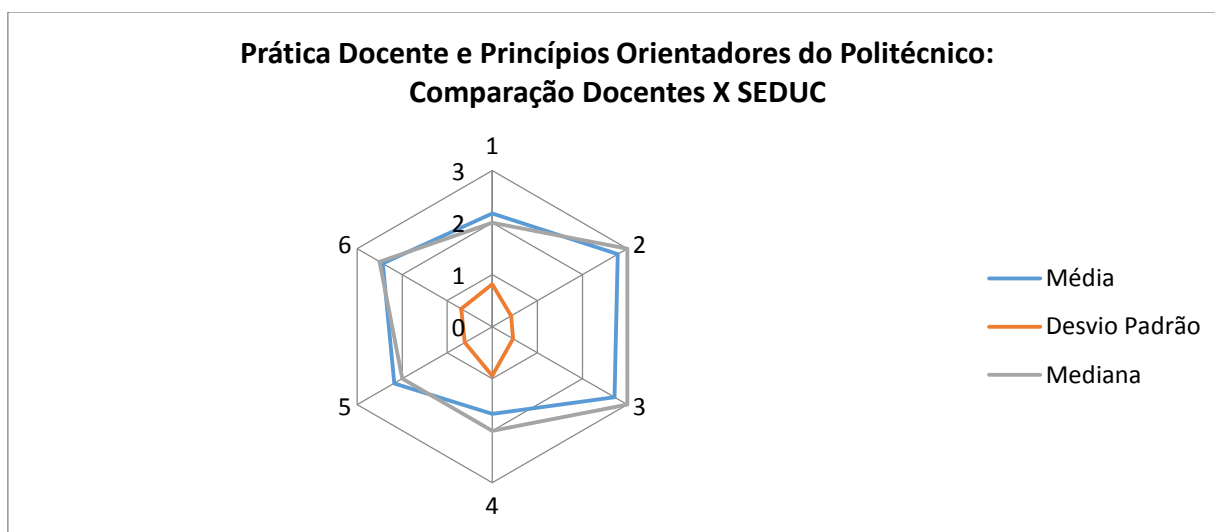 Prática Docente e Princípios Orientadores do Politécnico:
Comparação Docentes X SEDUC
1
3
2
1
0
2
3
4
5
6
Média
Desvio Padrão
Mediana